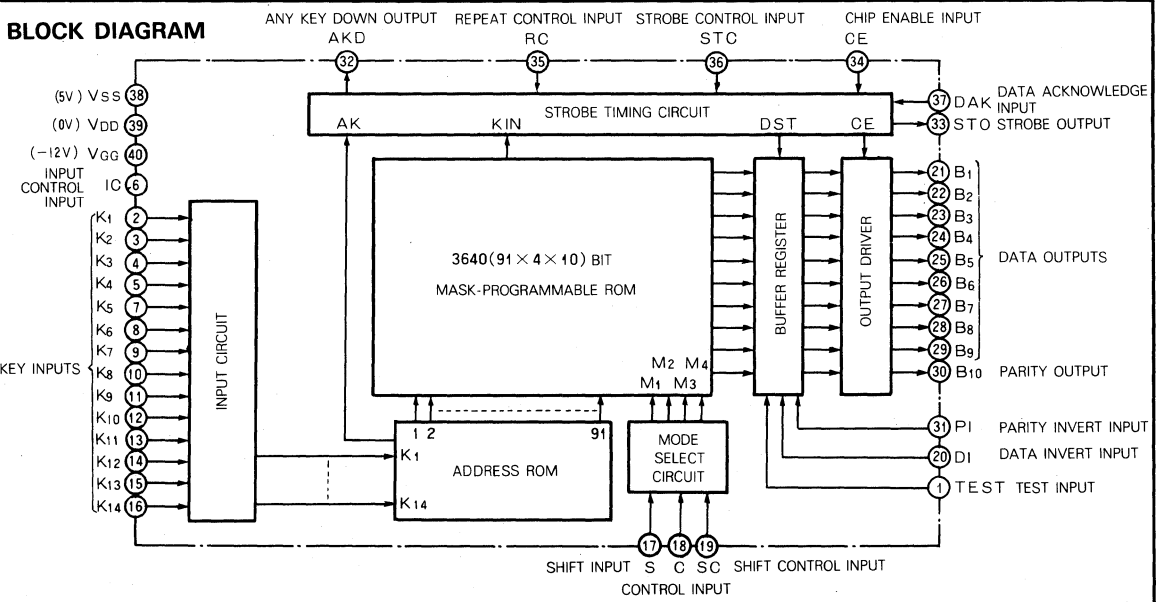 BLOCK DIAGRAM
ANY KEY DOWN OUTPUT REPEAT CONTROL INPUT STROBE CONTROL INPUT CHIP ENABLE INPUT
AKD RC STC CE
32 35 36 34
(5V) VSS 38
(0V) VDD 39
(−12V) VGG 40
INPUT CONTROL INPUT IC 6
STROBE TIMING CIRCUIT
AK KIN DST CE
37 DAK DATA ACKNOWLEDGE INPUT
33 STO STROBE OUTPUT
KEY INPUTS
K1 2
K2 3
K3 4
K4 5
K5 7
K6 8
K7 9
K8 10
K9 11
K10 12
K11 13
K12 14
K13 15
K14 16
INPUT CIRCUIT
3640(91×4×10) BIT
MASK-PROGRAMMABLE ROM
M2 M4
M1 M3
BUFFER REGISTER
OUTPUT DRIVER
21 B1
22 B2
23 B3
24 B4
25 B5
26 B6
27 B7
28 B8
29 B9
DATA OUTPUTS
30 B10 PARITY OUTPUT
1 2 91
K1
ADDRESS ROM
K14
MODE
SELECT
CIRCUIT
31 PI PARITY INVERT INPUT
20 DI DATA INVERT INPUT
1 TEST TEST INPUT
17 18 19
SHIFT INPUT S C SC SHIFT CONTROL INPUT
CONTROL INPUT